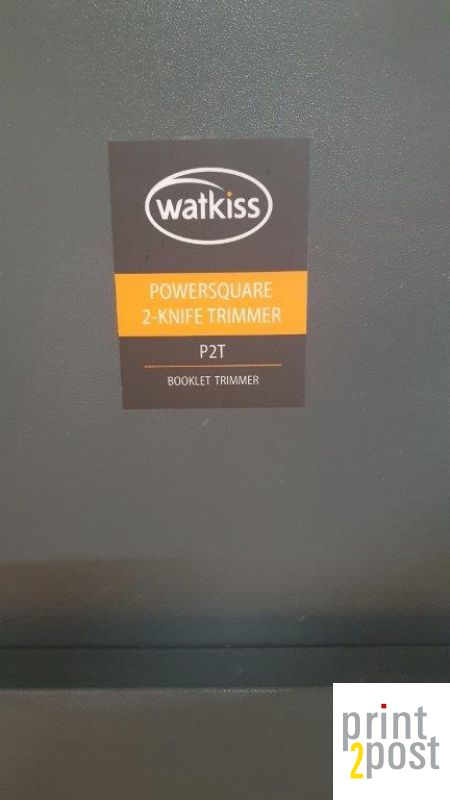 watkiss
POWERSQUARE
2-KNIFE TRIMMER
P2T
BOOKLET TRIMMER
print
2post